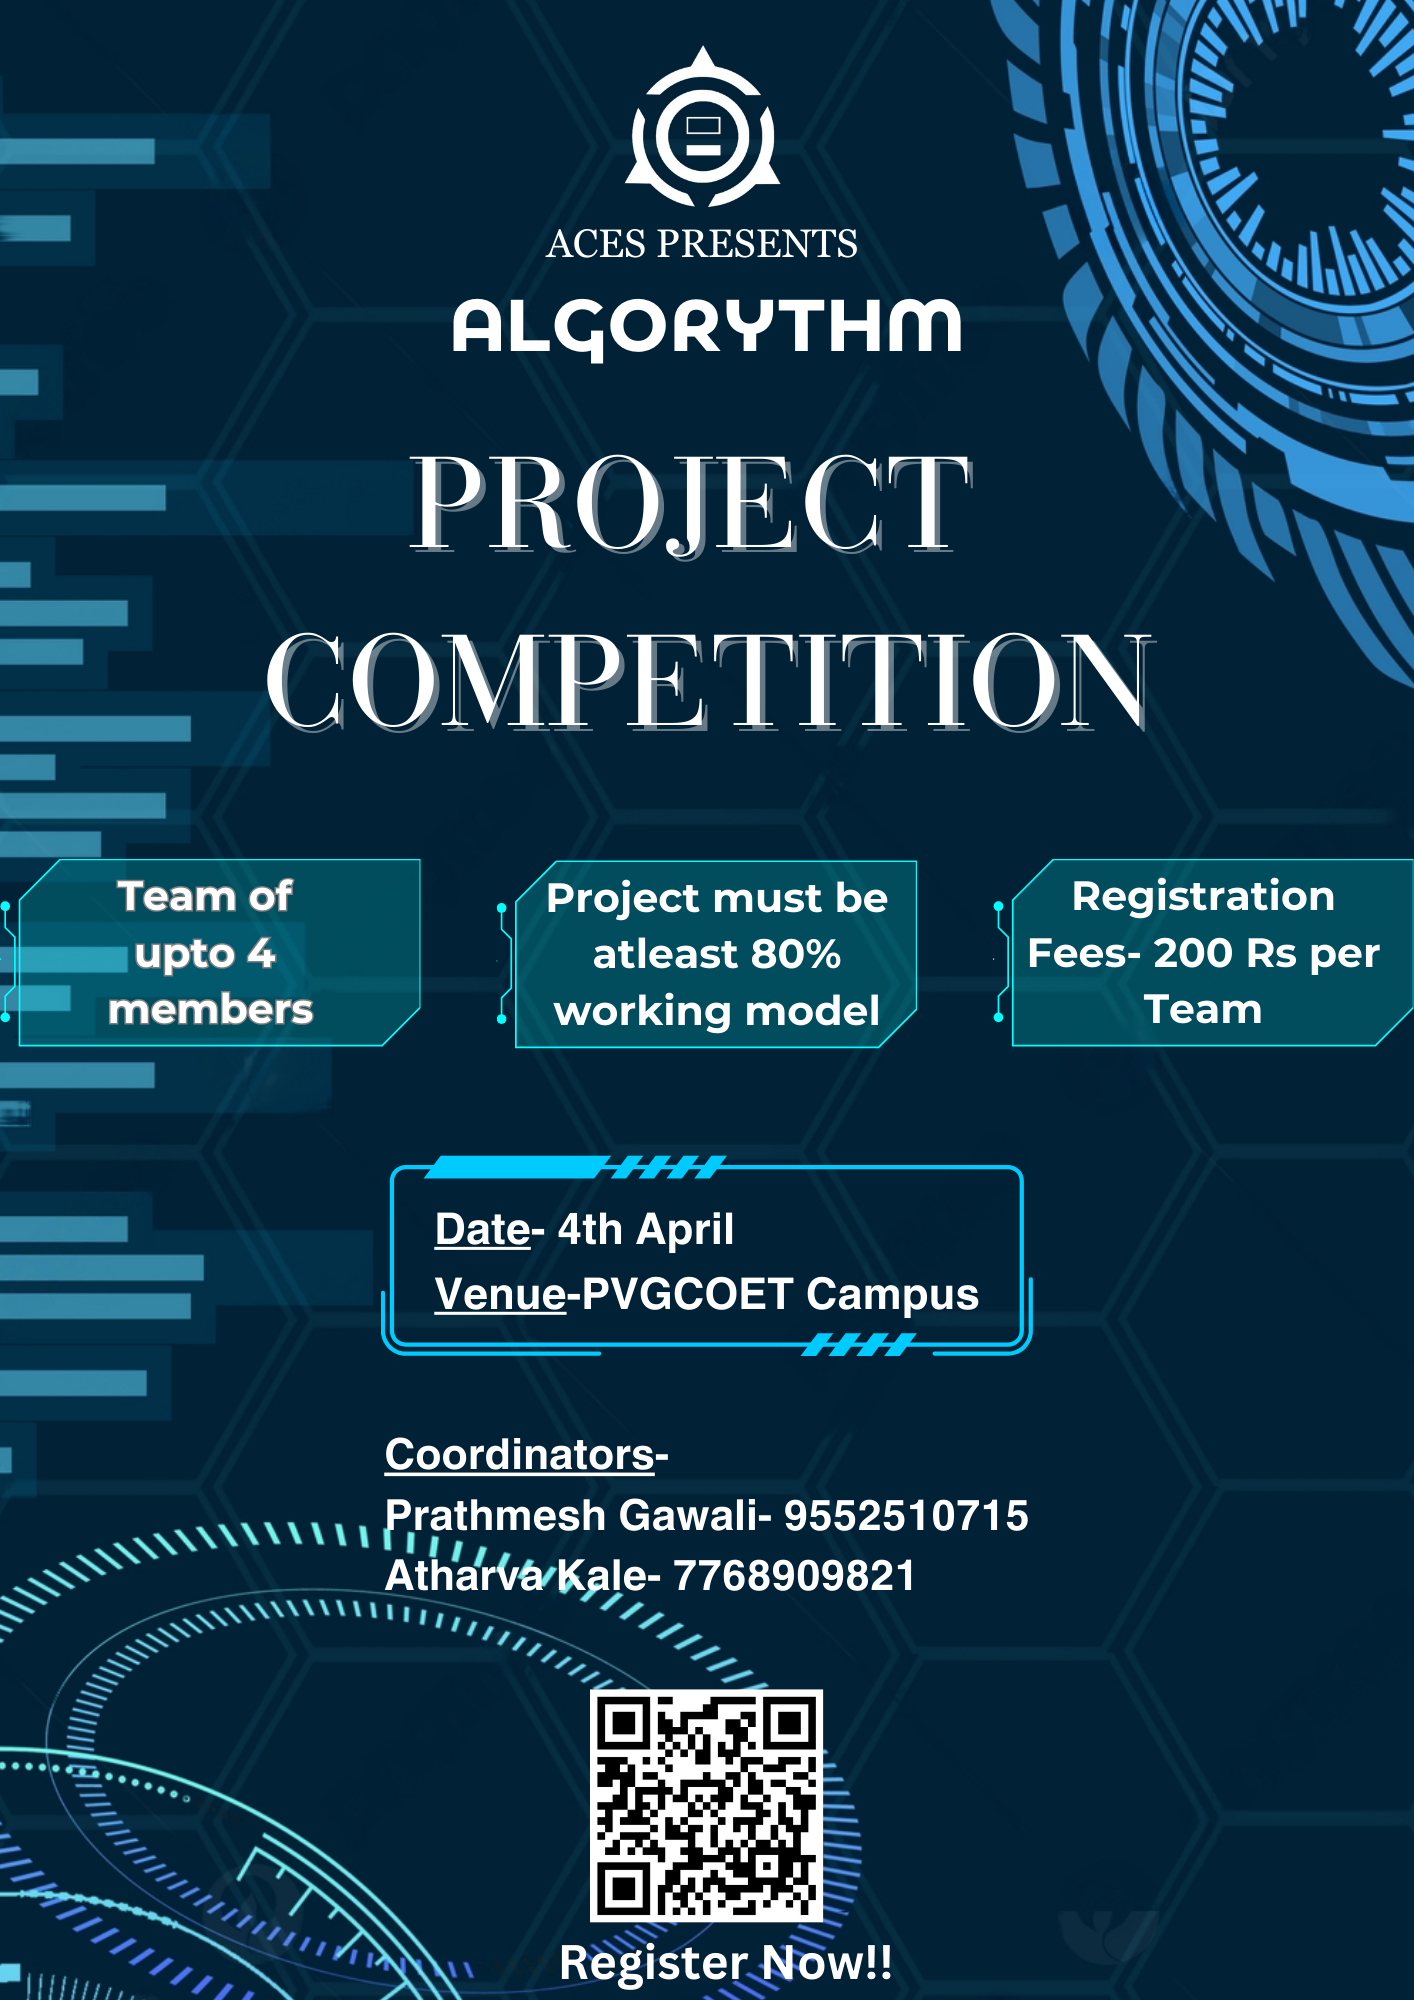 ACES PRESENTS
ALGORYTHM
PROJECT
COMPETITION
Team of
upto 4
members
Project must be
atleast 80%
working model
Registration
Fees- 200 Rs per
Team
Date- 4th April
Venue-PVGCOET Campus
Coordinators-
Prathmesh Gawali- 9552510715
Atharva Kale- 7768909821
Register Now!!